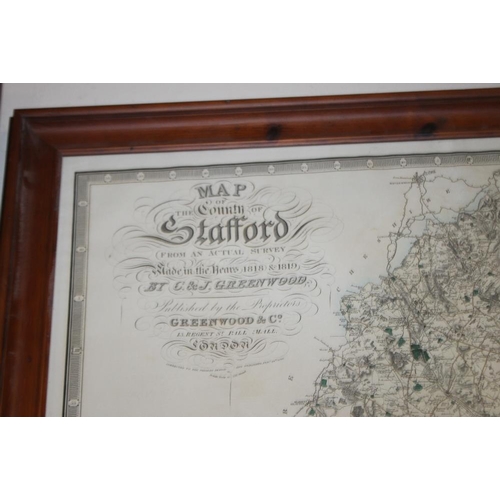 MAP
OF
THE County OF
Stafford
FROM AN ACTUAL SURVEY
Made in the Years 1818 & 1819
BY C. & J. GREENWOOD
Published by the Proprietors
GREENWOOD & Co.
REGENT ST. PALL MALL
LONDON